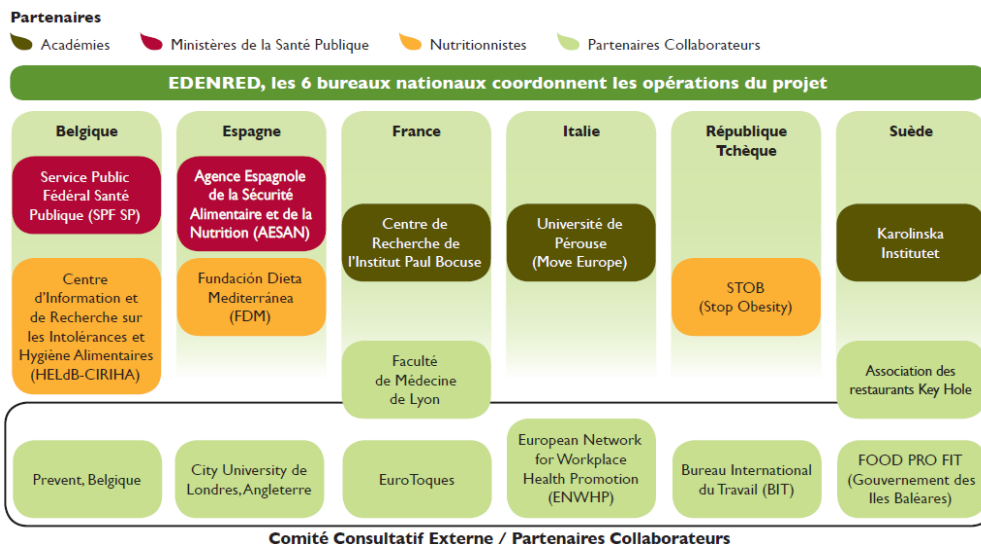 Partenaires
Académies
Ministères de la Santé Publique
Nutritionnistes
Partenaires Collaborateurs
EDENRED, les 6 bureaux nationaux coordonnent les opérations du projet
Belgique
Service Public
Fédéral Santé
Publique (SPF SP)
Centre
d'Information et
de Recherche sur
les Intolérances et
Hygiène Alimentaires
(HELdB-CIRIHA)
Espagne
Agence Espagnole
de la Sécurité
Alimentaire et de la
Nutrition (AESAN)
Fundación Dieta
Mediterránea
(FDM)
France
Centre de
Recherche de
l'Institut Paul Bocuse
Faculté
de Médecine
de Lyon
Italie
Université de
Pérouse
(Move Europe)
République
Tchèque
STOB
(Stop Obesity)
Suède
Karolinska
Institutet
Association des
restaurants Key Hole
Prevent, Belgique
City University de
Londres, Angleterre
EuroToques
European Network
for Workplace
Health Promotion
(ENWHP)
Bureau International
du Travail (BIT)
FOOD PRO FIT
(Gouvernement des
Iles Baléares)
Comité Consultatif Externe / Partenaires Collaborateurs